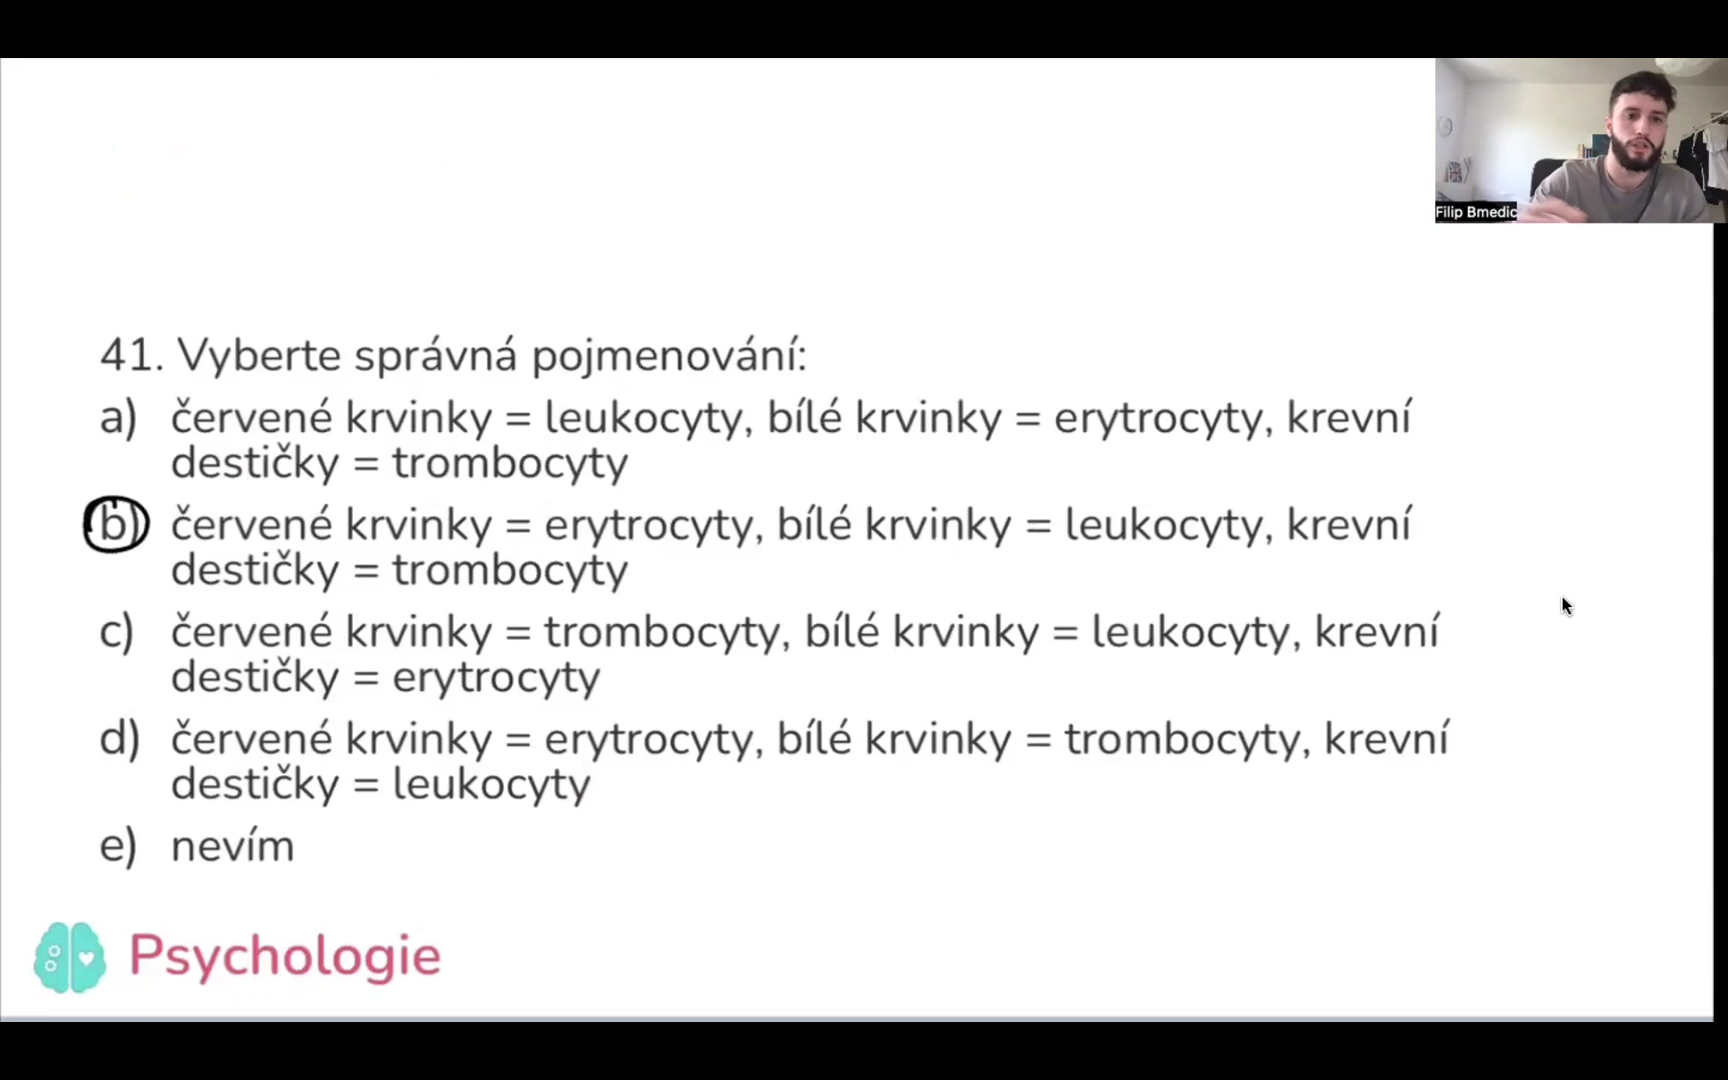 Filip Bmedic
41. Vyberte správná pojmenování:
a) červené krvinky = leukocyty, bílé krvinky = erytrocyty, krevní
destičky = trombocyty
b) červené krvinky = erytrocyty, bílé krvinky = leukocyty, krevní
destičky = trombocyty
c) červené krvinky = trombocyty, bílé krvinky = leukocyty, krevní
destičky = erytrocyty
d) červené krvinky = erytrocyty, bílé krvinky = trombocyty, krevní
destičky = leukocyty
e) nevím
Psychologie